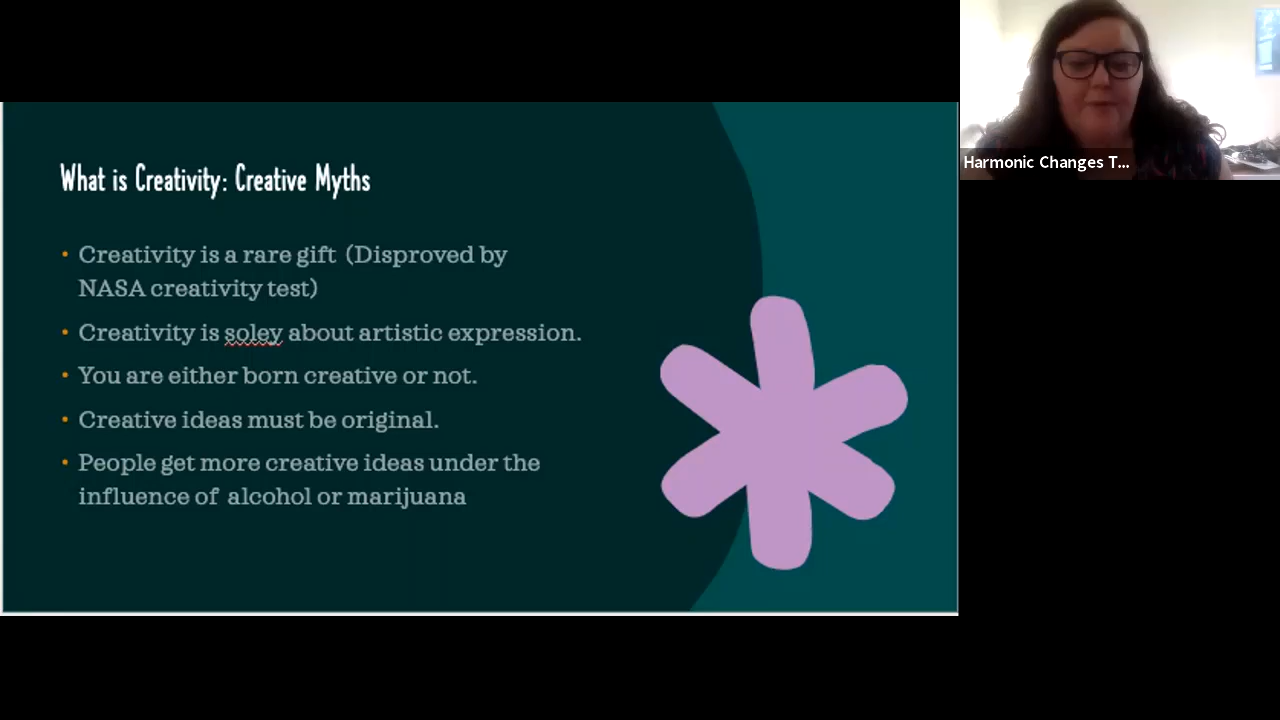 What is Creativity: Creative Myths
• Creativity is a rare gift (Disproved by
NASA creativity test)
• Creativity is soley about artistic expression.
• You are either born creative or not.
• Creative ideas must be original.
• People get more creative ideas under the
influence of alcohol or marijuana
Harmonic Changes T...